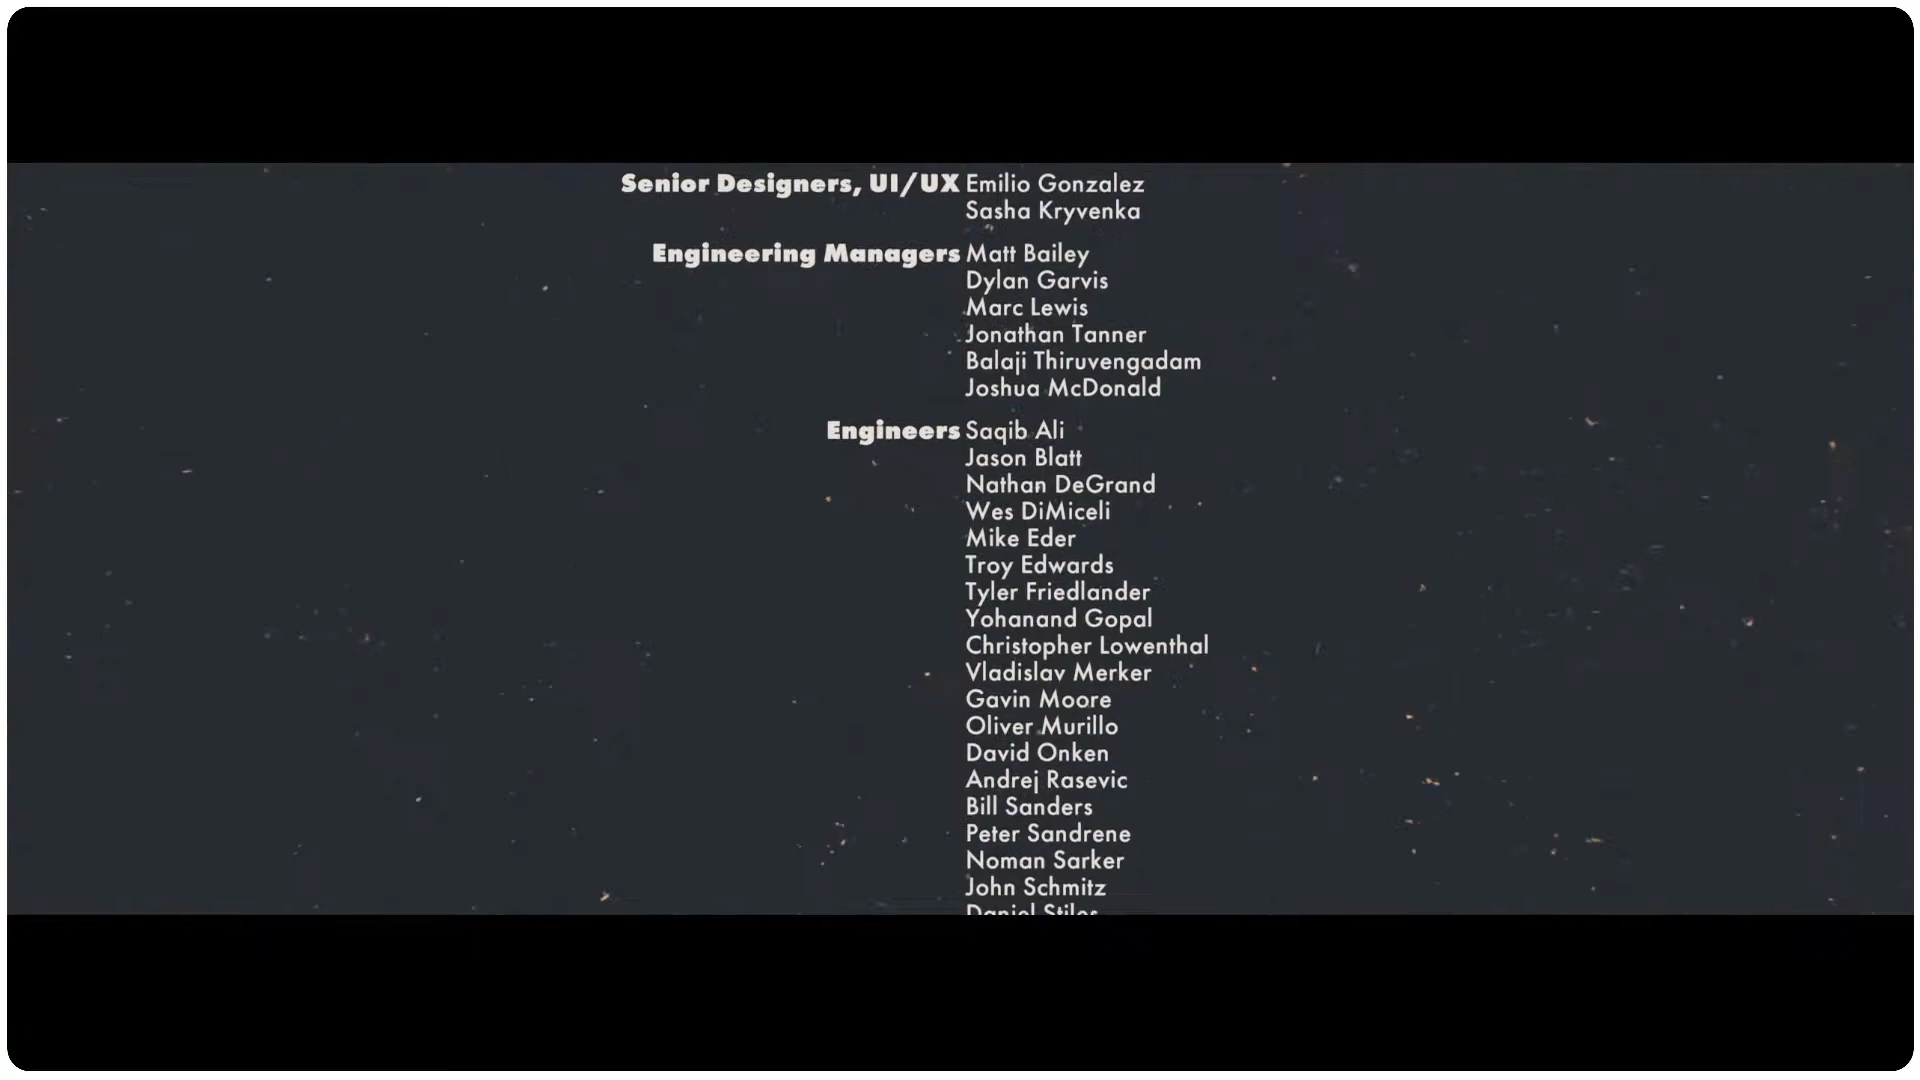 Senior Designers, UI/UX Emilio Gonzalez
Sasha Kryvenka
Engineering Managers Matt Bailey
Dylan Garvis
Marc Lewis
Jonathan Tanner
Balaji Thiruvengadam
Joshua McDonald
Engineers Saqib Ali
Jason Blatt
Nathan DeGrand
Wes DiMiceli
Mike Eder
Troy Edwards
Tyler Friedlander
Yohanand Gopal
Christopher Lowenthal
Vladislav Merker
Gavin Moore
Oliver Murillo
David Onken
Andrej Rasevic
Bill Sanders
Peter Sandrene
Noman Sarker
John Schmitz
Daniel Stiles